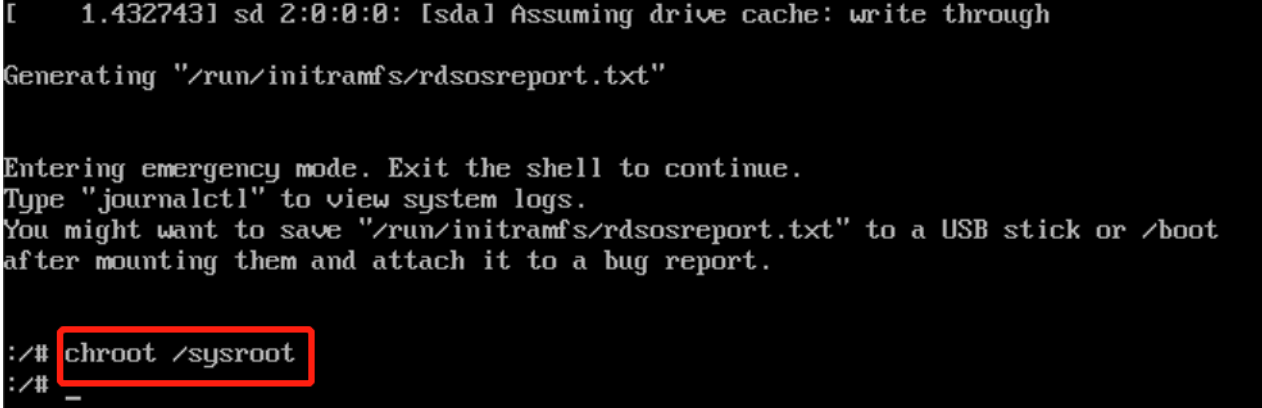 [    1.432743] sd 2:0:0:0: [sda] Assuming drive cache: write through
Generating "/run/initramfs/rdsosreport.txt"
Entering emergency mode. Exit the shell to continue.
Type "journalctl" to view system logs.
You might want to save "/run/initramfs/rdsosreport.txt" to a USB stick or /boot
after mounting them and attach it to a bug report.
:/# chroot /sysroot
:/# _